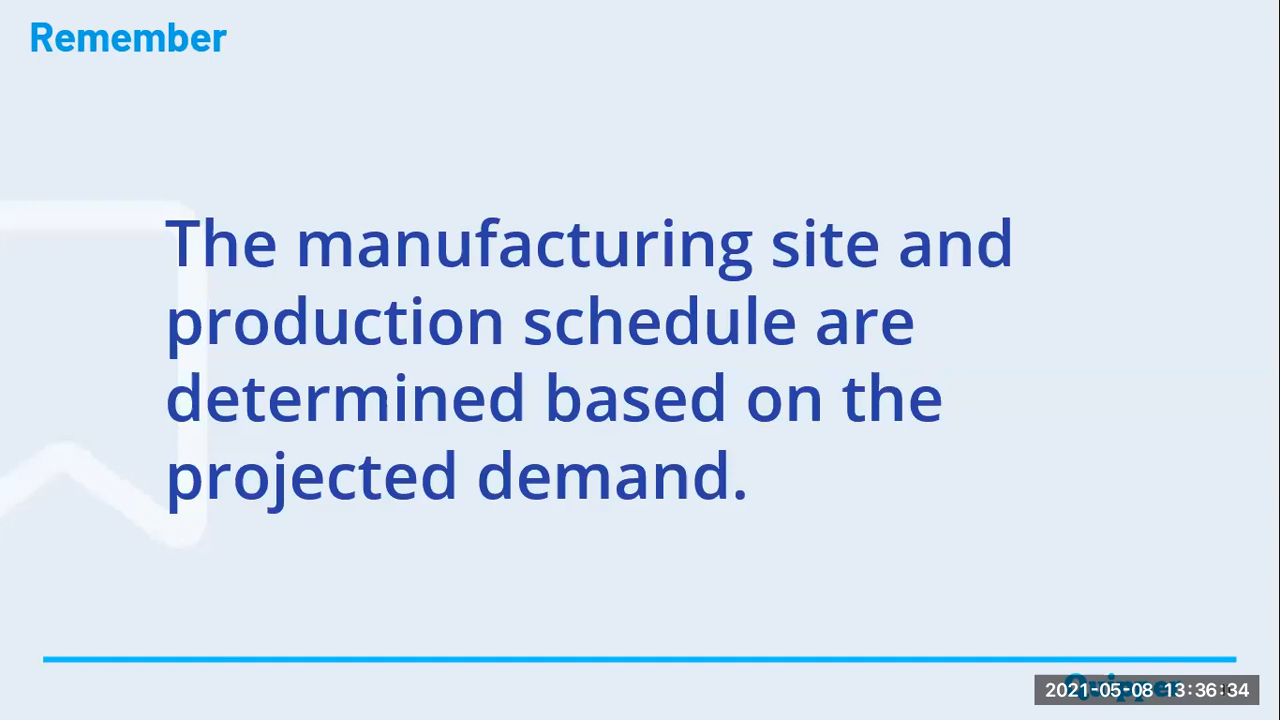 Remember
The manufacturing site and
production schedule are
determined based on the
projected demand.
Quipper
2021-05-08 13:36:34